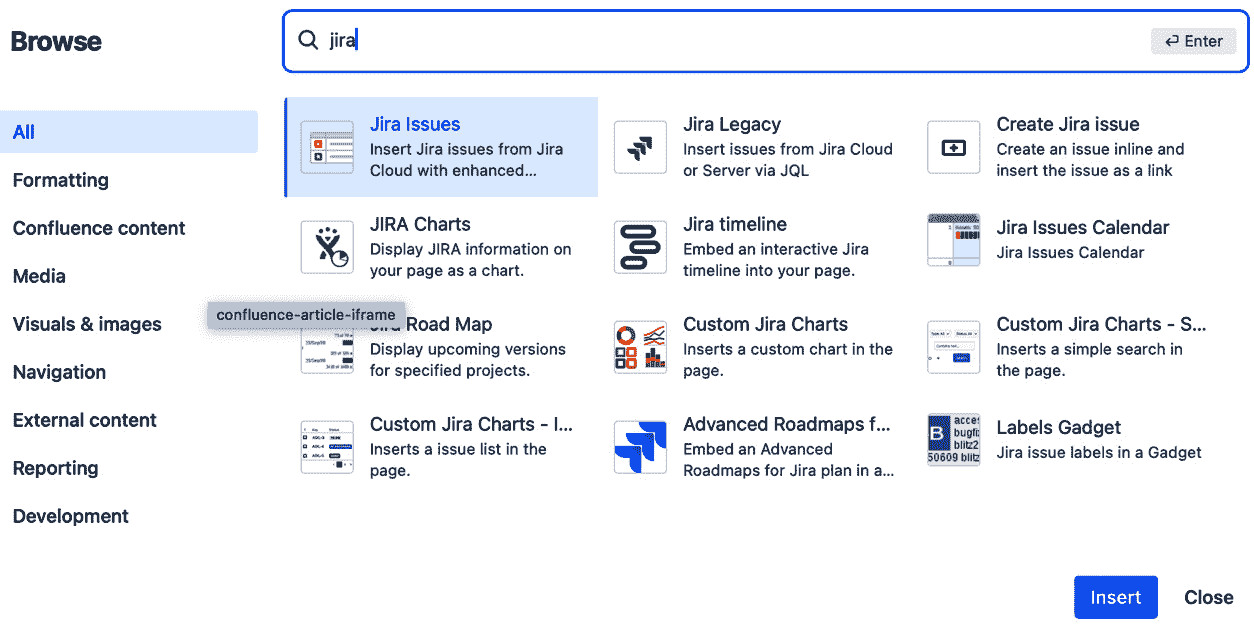 Browse
jira
Enter
All
Formatting
Confluence content
Media
Visuals & images
Navigation
External content
Reporting
Development
Jira Issues
Insert Jira issues from Jira
Cloud with enhanced...
Jira Legacy
Insert issues from Jira Cloud
or Server via JQL
Create Jira issue
Create an issue inline and
insert the issue as a link
JIRA Charts
Display JIRA information on
your page as a chart.
Jira timeline
Embed an interactive Jira
timeline into your page.
Jira Issues Calendar
Jira Issues Calendar
confluence-article-iframe
Jira Road Map
Display upcoming versions
for specified projects.
Custom Jira Charts
Inserts a custom chart in the
page.
Custom Jira Charts - S...
Inserts a simple search in
the page.
Custom Jira Charts - I...
Inserts a issue list in the
page.
Advanced Roadmaps f...
Embed an Advanced
Roadmaps for Jira plan in a...
B
acces
bugfi
blitz2
50609 blitz
Labels Gadget
Jira issue labels in a Gadget
Insert
Close